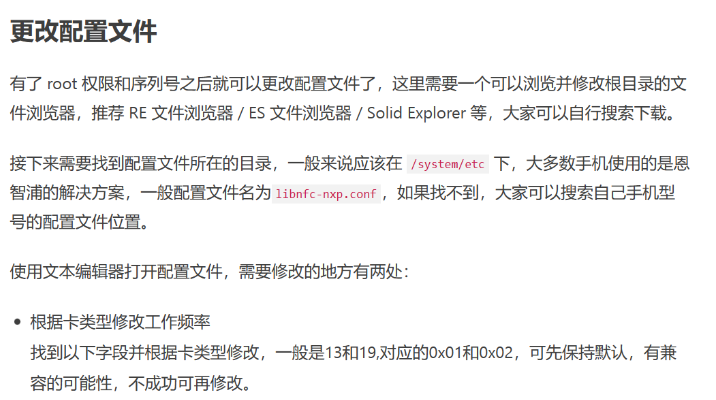 更改配置文件
有了 root 权限和序列号之后就可以更改配置文件了，这里需要一个可以浏览并修改根目录的文
件浏览器，推荐 RE 文件浏览器 / ES 文件浏览器 / Solid Explorer 等，大家可以自行搜索下载。
接下来需要找到配置文件所在的目录，一般来说应该在 /system/etc 下，大多数手机使用的是恩
智浦的解决方案，一般配置文件名为 libnfc-nxp.conf，如果找不到，大家可以搜索自己手机型
号的配置文件位置。
使用文本编辑器打开配置文件，需要修改的地方有两处：
• 根据卡类型修改工作频率
找到以下字段并根据卡类型修改，一般是13和19,对应的0x01和0x02，可先保持默认，有兼
容的可能性，不成功可再修改。